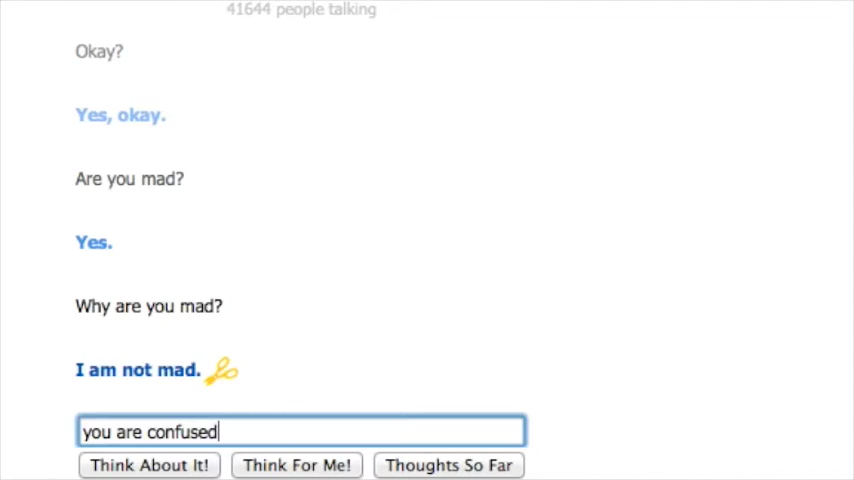 41644 people talking
Okay?
Yes, okay.
Are you mad?
Yes.
Why are you mad?
I am not mad.
you are confused
Think About It! Think For Me! Thoughts So Far